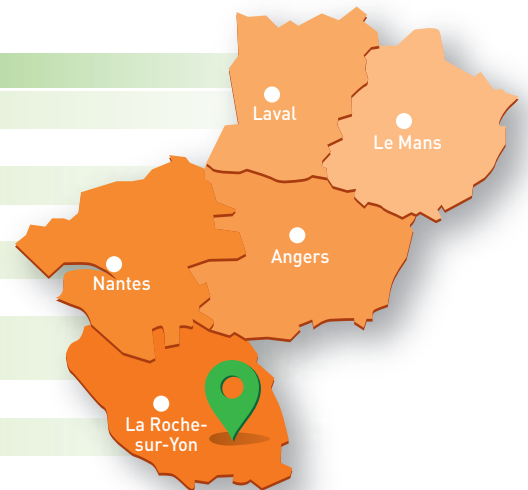 Laval
Le Mans
Angers
Nantes
La Roche-
sur-Yon